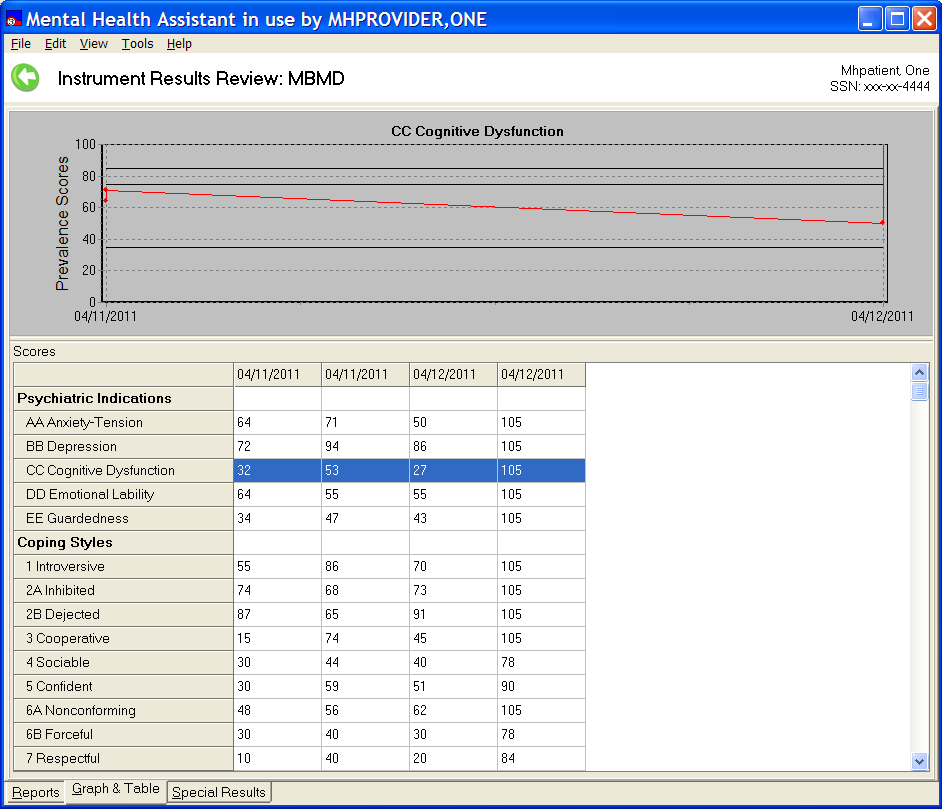 Mental Health Assistant in use by MHPROVIDER,ONE
File Edit View Tools Help
Instrument Results Review: MBMD
Mhpatient, One
SSN: xxx-xx-4444
CC Cognitive Dysfunction
Prevalence Scores
100
80
60
40
20
0
04/11/2011 04/12/2011
Scores
04/11/2011 04/11/2011 04/12/2011 04/12/2011
Psychiatric Indications
AA Anxiety-Tension 64 71 50 105
BB Depression 72 94 86 105
CC Cognitive Dysfunction 32 53 27 105
DD Emotional Lability 64 55 55 105
EE Guardedness 34 47 43 105
Coping Styles
1 Introversive 55 86 70 105
2A Inhibited 74 68 73 105
2B Dejected 87 65 91 105
3 Cooperative 15 74 45 105
4 Sociable 30 44 40 78
5 Confident 30 59 51 90
6A Nonconforming 48 56 62 105
6B Forceful 30 40 30 78
7 Respectful 10 40 20 84
Reports Graph & Table Special Results